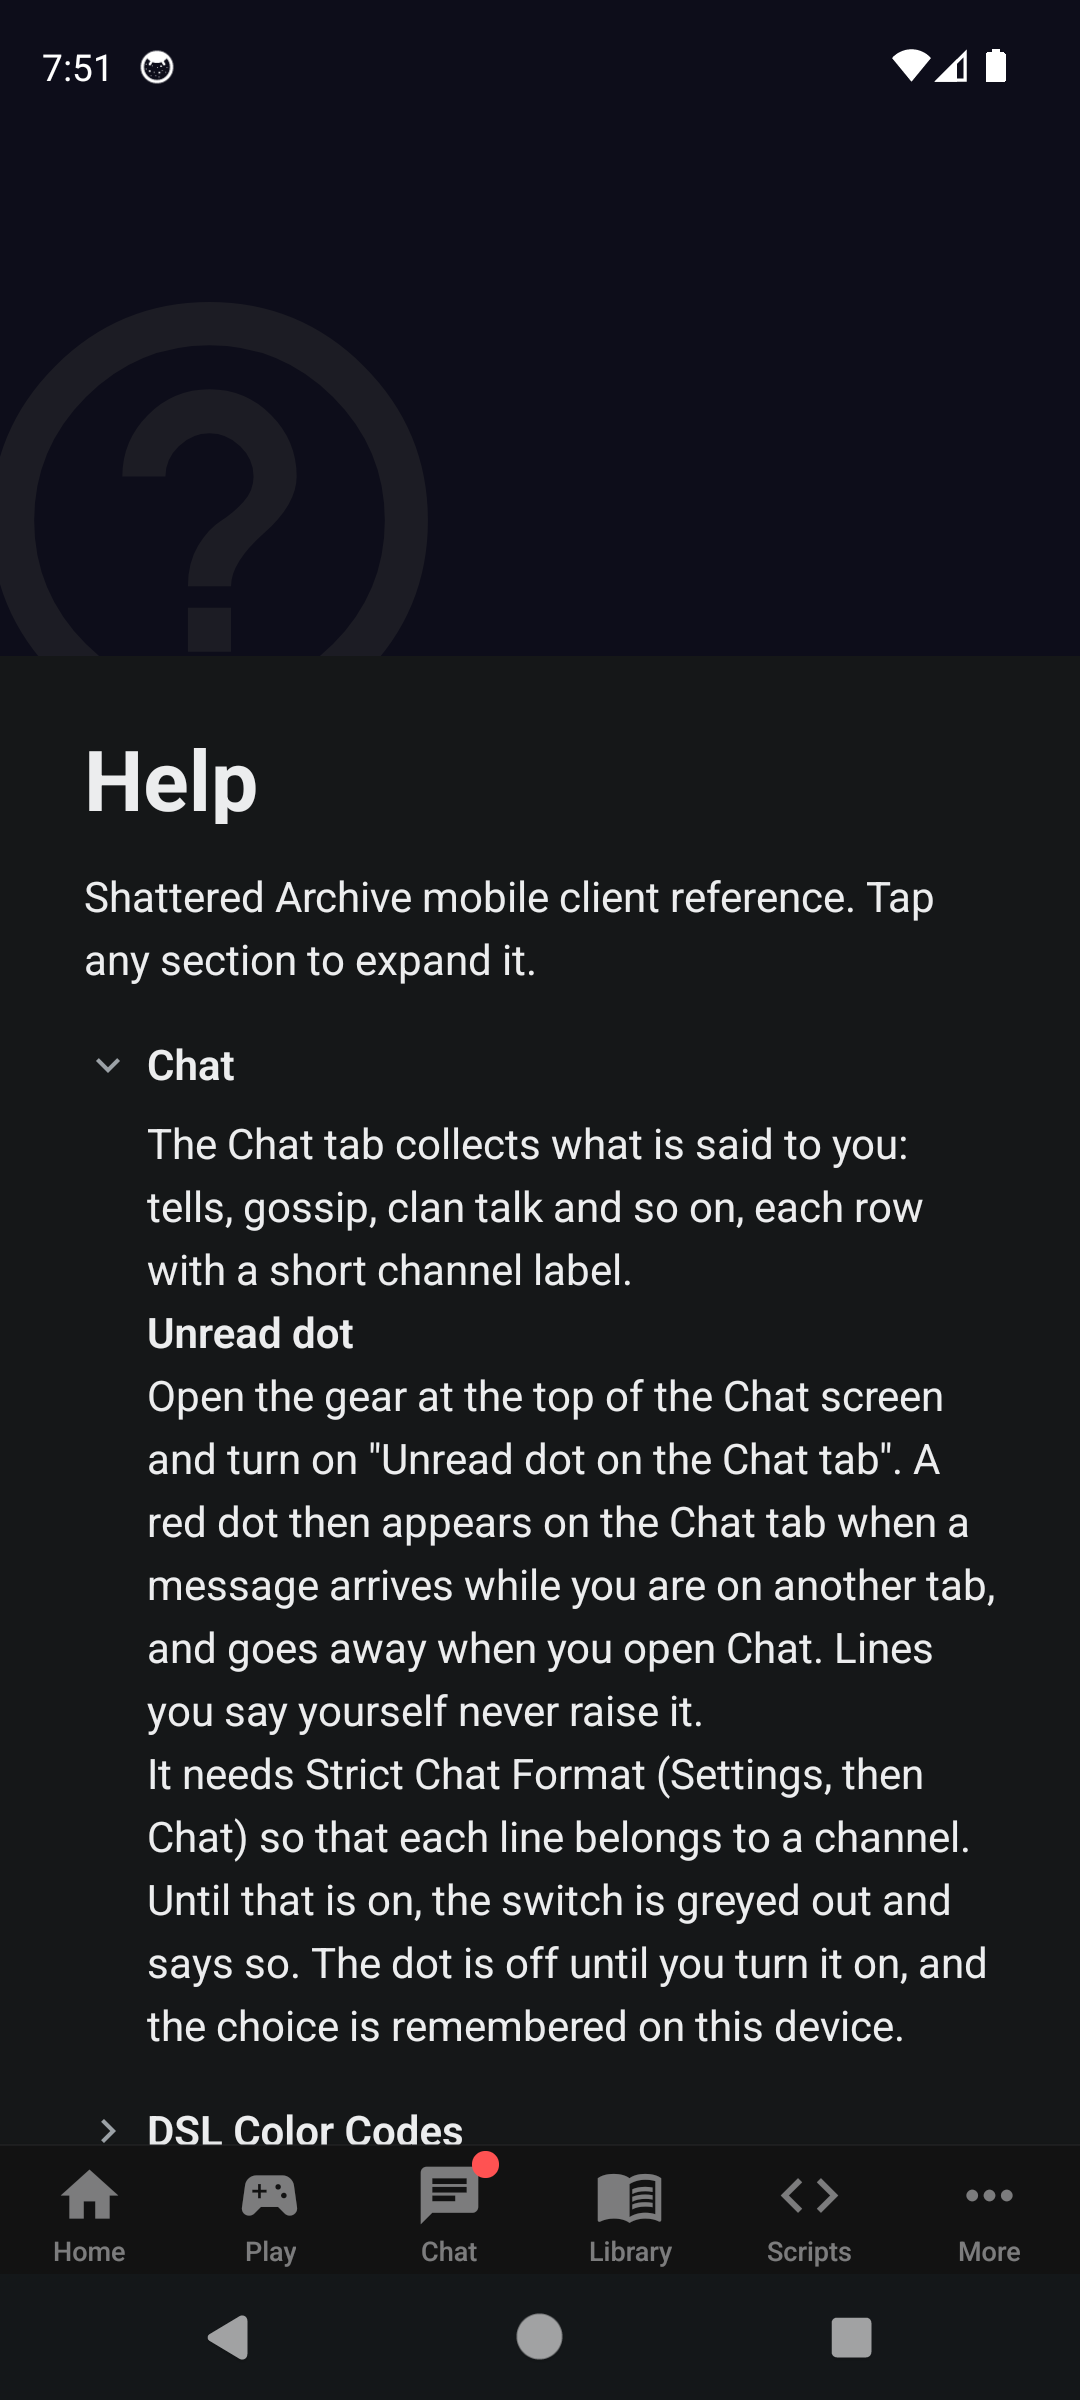 7:51
Help
Shattered Archive mobile client reference. Tap
any section to expand it.
Chat
The Chat tab collects what is said to you:
tells, gossip, clan talk and so on, each row
with a short channel label.
Unread dot
Open the gear at the top of the Chat screen
and turn on "Unread dot on the Chat tab". A
red dot then appears on the Chat tab when a
message arrives while you are on another tab,
and goes away when you open Chat. Lines
you say yourself never raise it.
It needs Strict Chat Format (Settings, then
Chat) so that each line belongs to a channel.
Until that is on, the switch is greyed out and
says so. The dot is off until you turn it on, and
the choice is remembered on this device.
DSL Color Codes
Home Play Chat Library Scripts More